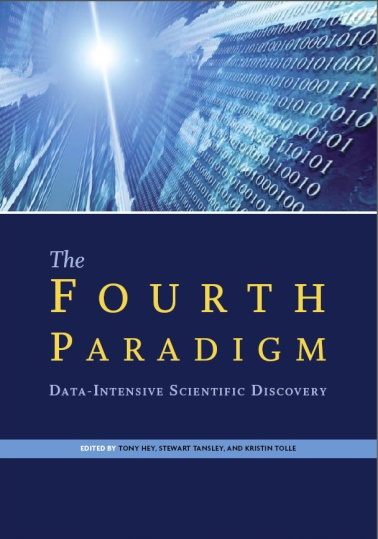 The
FOURTH
PARADIGM
DATA-INTENSIVE SCIENTIFIC DISCOVERY
EDITED BY TONY HEY, STEWART TANSLEY, AND KRISTIN TOLLE